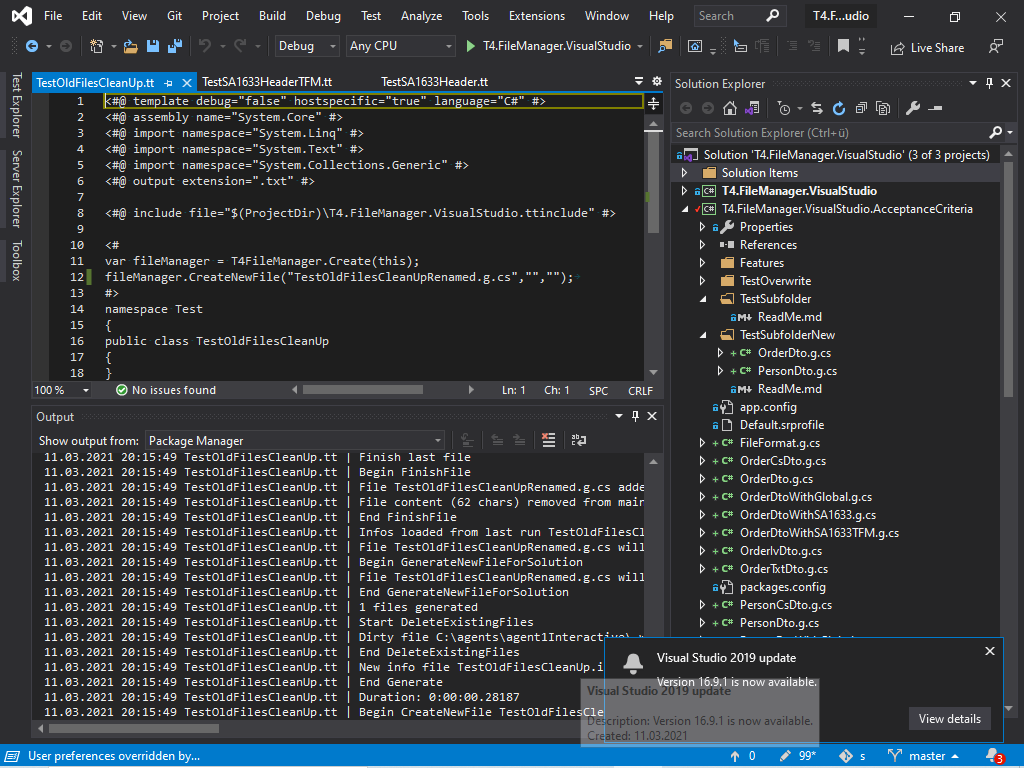 File Edit View Git Project Build Debug Test Analyze Tools Extensions Window Help Search T4.F...udio
Debug Any CPU T4.FileManager.VisualStudio Live Share
Test Explorer
Server Explorer
Toolbox
TestOldFilesCleanUp.tt TestSA1633HeaderTFM.tt TestSA1633Header.tt
1 <#@ template debug="false" hostspecific="true" language="C#" #>
2 <#@ assembly name="System.Core" #>
3 <#@ import namespace="System.Linq" #>
4 <#@ import namespace="System.Text" #>
5 <#@ import namespace="System.Collections.Generic" #>
6 <#@ output extension=".txt" #>
7
8 <#@ include file="$(ProjectDir)\T4.FileManager.VisualStudio.ttinclude" #>
9
10 <#
11 var fileManager = T4FileManager.Create(this);
12 fileManager.CreateNewFile("TestOldFilesCleanUpRenamed.g.cs","","");
13 #>
14 namespace Test
15 {
16 public class TestOldFilesCleanUp
17 {
18 }
100 % No issues found Ln: 1 Ch: 1 SPC CRLF
Output
Show output from: Package Manager
11.03.2021 20:15:49 TestOldFilesCleanUp.tt | Finish last file
11.03.2021 20:15:49 TestOldFilesCleanUp.tt | Begin FinishFile
11.03.2021 20:15:49 TestOldFilesCleanUp.tt | File TestOldFilesCleanUpRenamed.g.cs adde
11.03.2021 20:15:49 TestOldFilesCleanUp.tt | File content (62 chars) removed from main
11.03.2021 20:15:49 TestOldFilesCleanUp.tt | End FinishFile
11.03.2021 20:15:49 TestOldFilesCleanUp.tt | Infos loaded from last run TestOldFilesCl
11.03.2021 20:15:49 TestOldFilesCleanUp.tt | File TestOldFilesCleanUpRenamed.g.cs will
11.03.2021 20:15:49 TestOldFilesCleanUp.tt | Begin GenerateNewFileForSolution
11.03.2021 20:15:49 TestOldFilesCleanUp.tt | File TestOldFilesCleanUpRenamed.g.cs will
11.03.2021 20:15:49 TestOldFilesCleanUp.tt | End GenerateNewFileForSolution
11.03.2021 20:15:49 TestOldFilesCleanUp.tt | 1 files generated
11.03.2021 20:15:49 TestOldFilesCleanUp.tt | Start DeleteExistingFiles
11.03.2021 20:15:49 TestOldFilesCleanUp.tt | Dirty file C:\agents\agent1Interactive\
11.03.2021 20:15:49 TestOldFilesCleanUp.tt | End DeleteExistingFiles
11.03.2021 20:15:49 TestOldFilesCleanUp.tt | New info file TestOldFilesCleanUp.i
11.03.2021 20:15:49 TestOldFilesCleanUp.tt | End Generate
11.03.2021 20:15:49 TestOldFilesCleanUp.tt | Duration: 0:00:00.28187
11.03.2021 20:15:49 TestOldFilesCleanUp.tt | Begin CreateNewFile TestOldFilesCle
Solution Explorer
Search Solution Explorer (Ctrl+ü)
Solution 'T4.FileManager.VisualStudio' (3 of 3 projects)
Solution Items
C# T4.FileManager.VisualStudio
C# T4.FileManager.VisualStudio.AcceptanceCriteria
Properties
References
Features
TestOverwrite
TestSubfolder
M+ ReadMe.md
TestSubfolderNew
+ C# OrderDto.g.cs
+ C# PersonDto.g.cs
M+ ReadMe.md
app.config
Default.srprofile
+ C# FileFormat.g.cs
+ C# OrderCsDto.g.cs
+ C# OrderDto.g.cs
+ C# OrderDtoWithGlobal.g.cs
+ C# OrderDtoWithSA1633.g.cs
+ C# OrderDtoWithSA1633TFM.g.cs
+ C# OrderIvDto.g.cs
+ C# OrderTxtDto.g.cs
packages.config
+ C# PersonCsDto.g.cs
+ C# PersonDto.g.cs
Visual Studio 2019 update
Version 16.9.1 is now available.
View details
Visual Studio 2019 update
Description: Version 16.9.1 is now available.
Created: 11.03.2021
User preferences overridden by... 0 99* s master 3